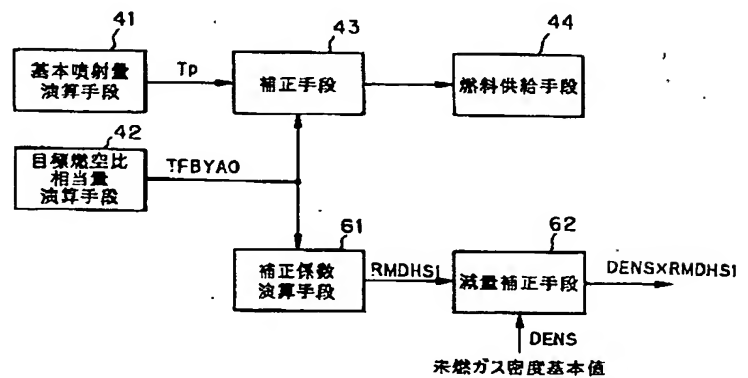 41
基本噴射量
演算手段
Tp
43
補正手段
44
燃料供給手段
42
目標燃空比
相当量
演算手段
TFBYA0
61
補正係数
演算手段
RMDHS1
62
減量補正手段
DENS×RMDHS1
DENS
未燃ガス密度基本値